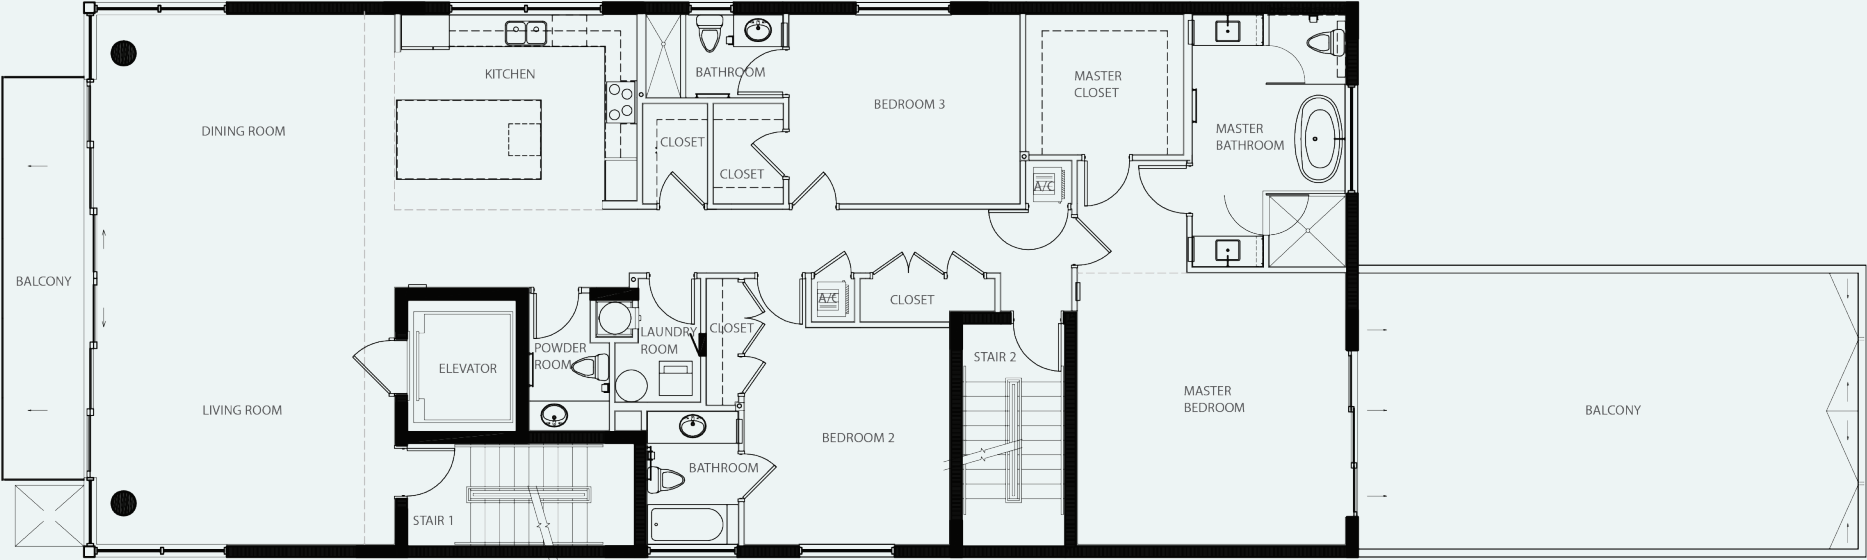 KITCHEN
BATHROOM
BEDROOM 3
MASTER
CLOSET
DINING ROOM
CLOSET
CLOSET
MASTER
BATHROOM
A/C
BALCONY
A/C
CLOSET
CLOSET
LAUNDRY
ROOM
POWDER
ROOM
ELEVATOR
STAIR 2
LIVING ROOM
MASTER
BEDROOM
BALCONY
BEDROOM 2
BATHROOM
STAIR 1